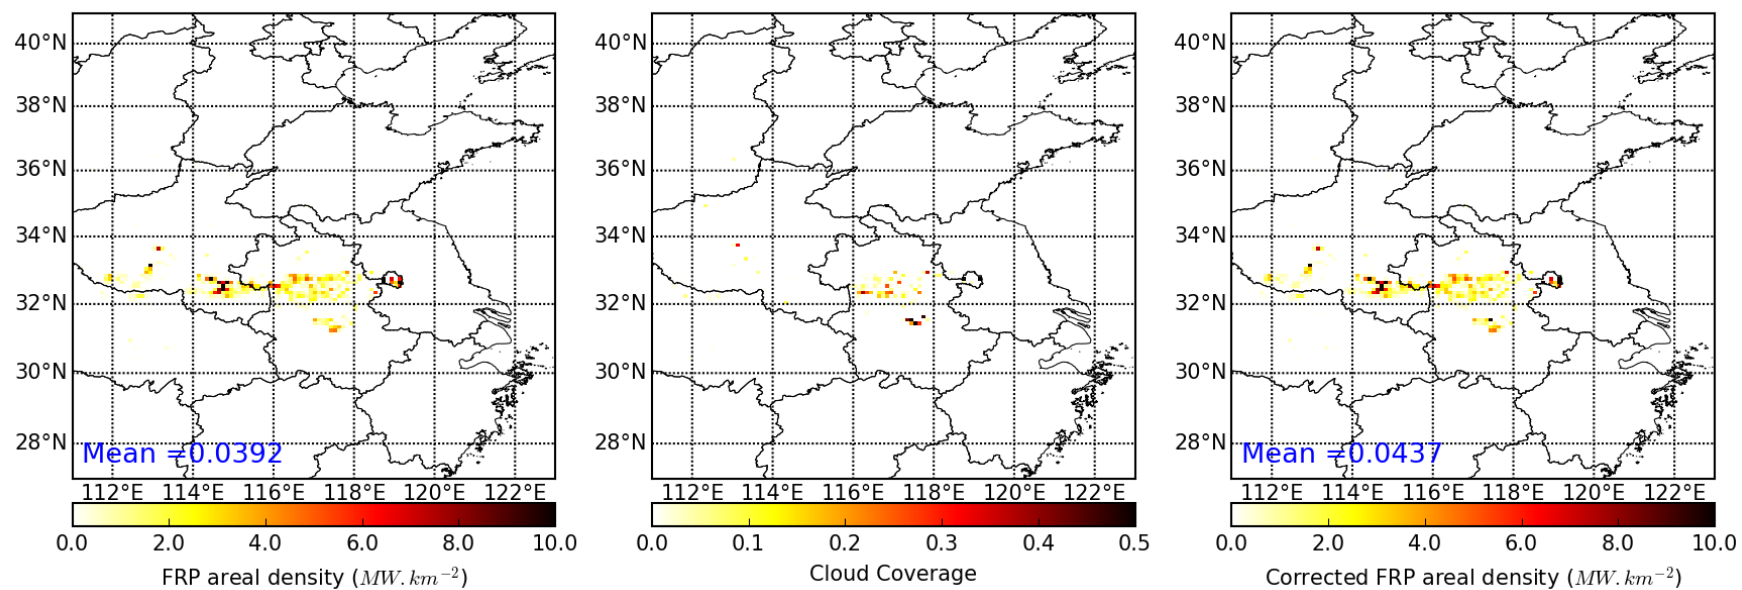 40°N 40°N 40°N
38°N 38°N 38°N
36°N 36°N 36°N
34°N 34°N 34°N
32°N 32°N 32°N
30°N 30°N 30°N
28°N 28°N 28°N
Mean =0.0392 Mean =0.0437
112°E 114°E 116°E 118°E 120°E 122°E 112°E 114°E 116°E 118°E 120°E 122°E 112°E 114°E 116°E 118°E 120°E 122°E
0.0 2.0 4.0 6.0 8.0 10.0 0.0 0.1 0.2 0.3 0.4 0.5 0.0 2.0 4.0 6.0 8.0 10.0
FRP areal density (MW.km⁻²) Cloud Coverage Corrected FRP areal density (MW.km⁻²)